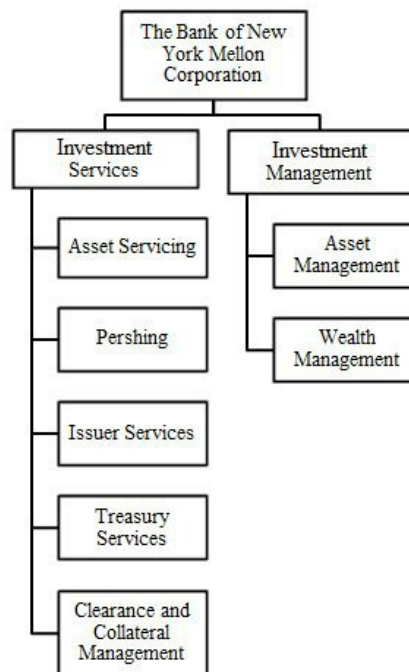 The Bank of New
York Mellon
Corporation
Investment
Services
Investment
Management
Asset Servicing
Pershing
Issuer Services
Treasury
Services
Clearance and
Collateral
Management
Asset
Management
Wealth
Management